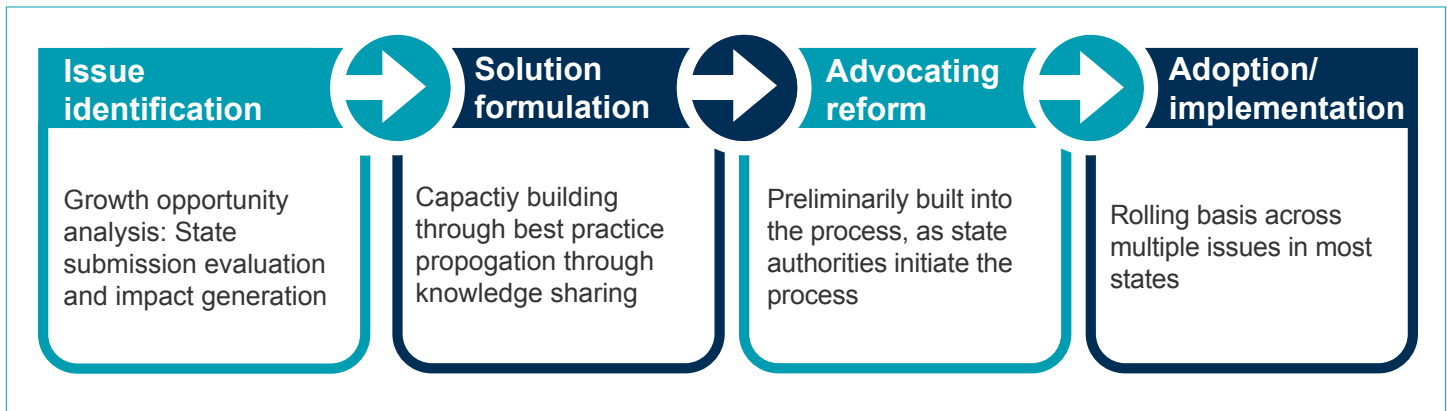 Issue
identification
Growth opportunity
analysis: State
submission evaluation
and impact generation
Solution
formulation
Capactiy building
through best practice
propogation through
knowledge sharing
Advocating
reform
Preliminarily built into
the process, as state
authorities initiate the
process
Adoption/
implementation
Rolling basis across
multiple issues in most
states